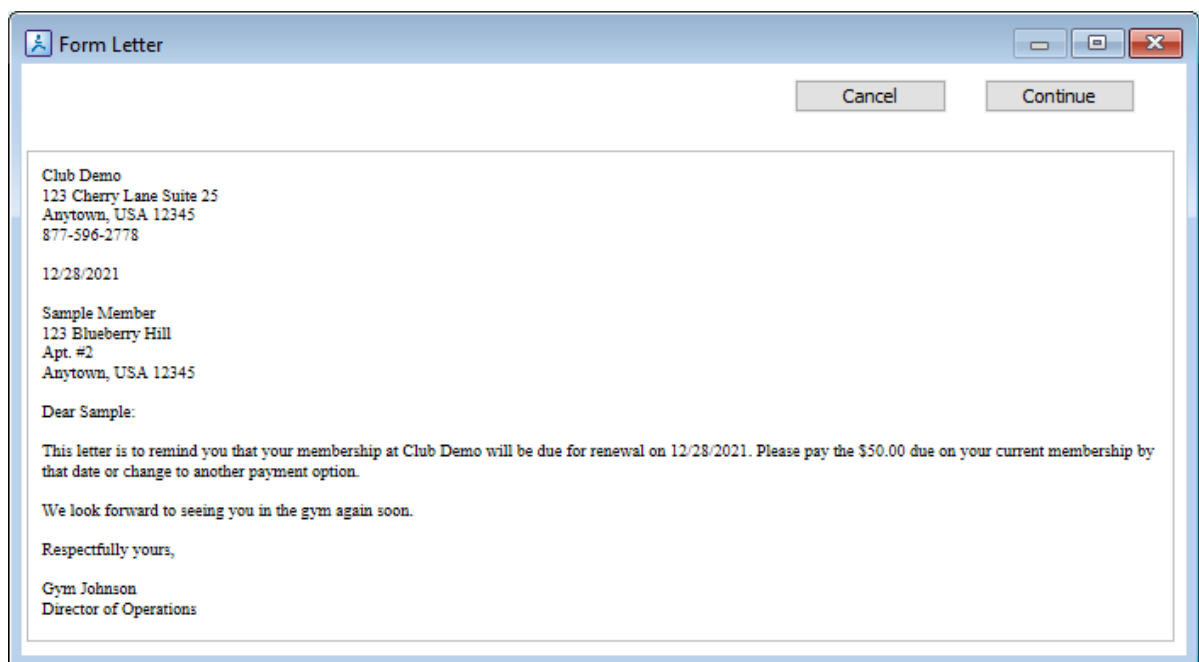 Form Letter
Cancel Continue
Club Demo
123 Cherry Lane Suite 25
Anytown, USA 12345
877-596-2778
12/28/2021
Sample Member
123 Blueberry Hill
Apt. #2
Anytown, USA 12345
Dear Sample:
This letter is to remind you that your membership at Club Demo will be due for renewal on 12/28/2021. Please pay the $50.00 due on your current membership by
that date or change to another payment option.
We look forward to seeing you in the gym again soon.
Respectfully yours,
Gym Johnson
Director of Operations